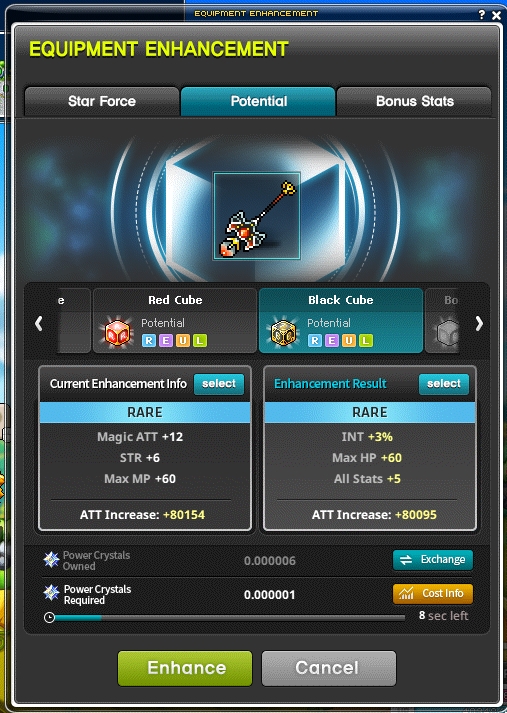 EQUIPMENT ENHANCEMENT
? X
EQUIPMENT ENHANCEMENT
Star Force Potential Bonus Stats
e Red Cube Black Cube Bo
Potential Potential
R E U L R E U L
Current Enhancement Info select Enhancement Result select
RARE RARE
Magic ATT +12 INT +3%
STR +6 Max HP +60
Max MP +60 All Stats +5
ATT Increase: +80154 ATT Increase: +80095
Power Crystals
Owned 0.000006 Exchange
Power Crystals
Required 0.000001 Cost Info
8 sec left
Enhance Cancel